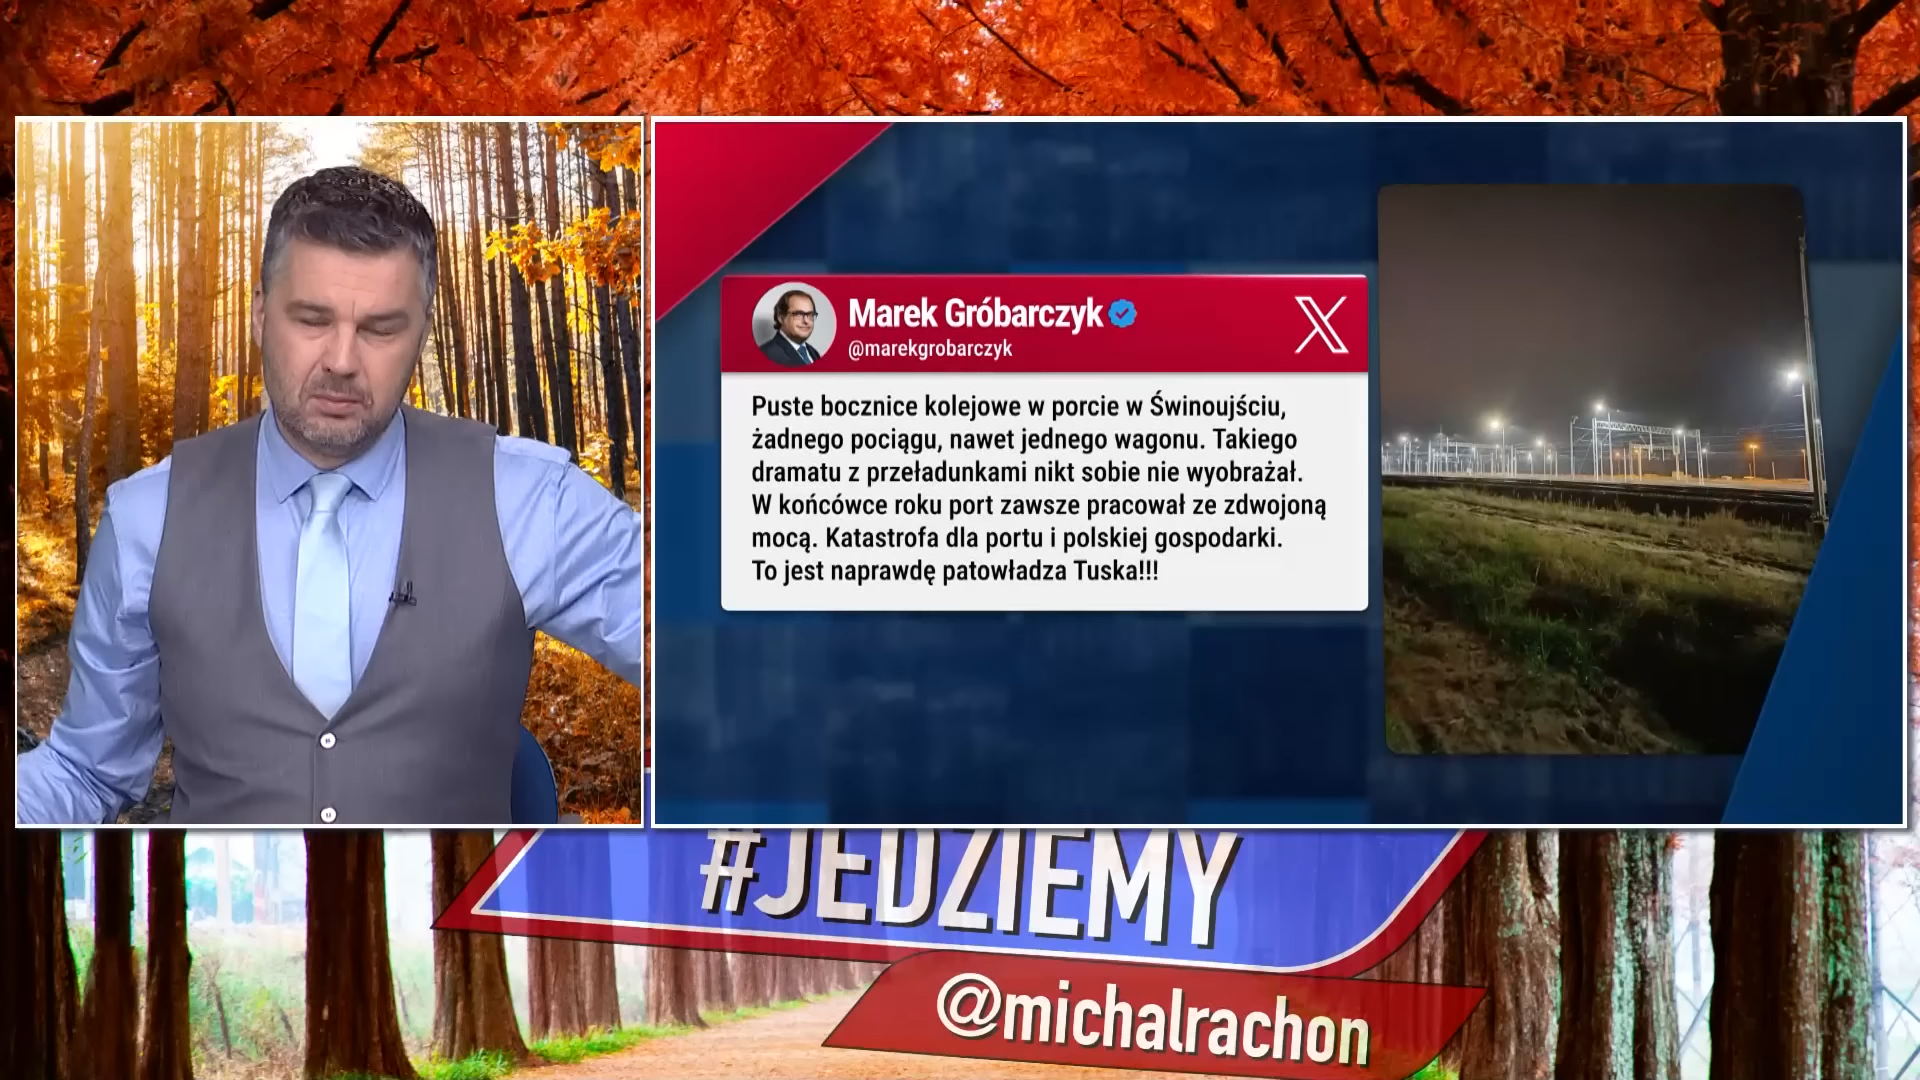 Marek Gróbarczyk
@marekgrobarczyk
Puste bocznice kolejowe w porcie w Świnoujściu,
żadnego pociągu, nawet jednego wagonu. Takiego
dramatu z przeładunkami nikt sobie nie wyobrażał.
W końcówce roku port zawsze pracował ze zdwojoną
mocą. Katastrofa dla portu i polskiej gospodarki.
To jest naprawdę patowładza Tuska!!!
#JEDZIEMY
@michalrachon